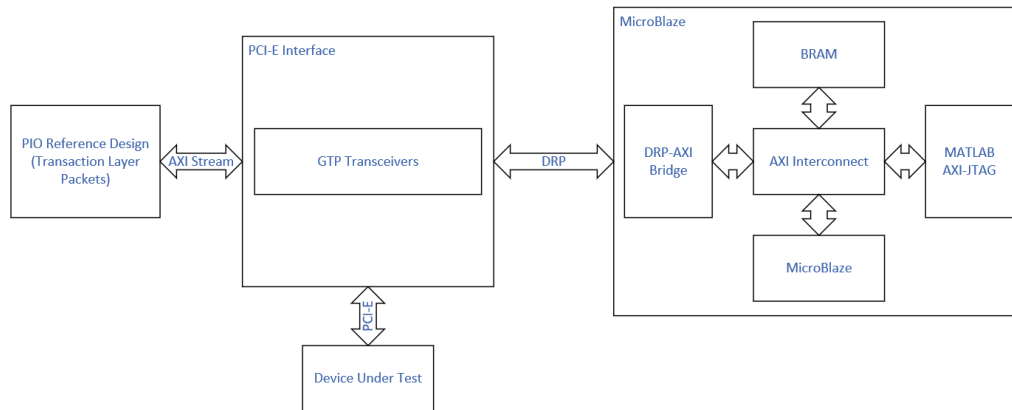 MicroBlaze
PCI-E Interface
BRAM
PIO Reference Design
(Transaction Layer
Packets)
AXI Stream
GTP Transceivers
DRP
DRP-AXI
Bridge
AXI Interconnect
MATLAB
AXI-JTAG
MicroBlaze
PCI-E
Device Under Test